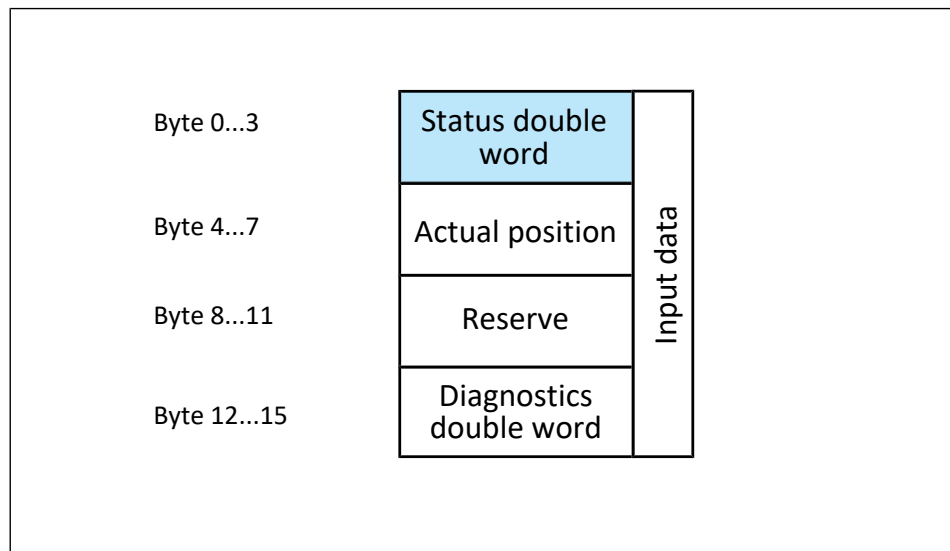 Byte 0...3
Status double
word
Byte 4...7
Actual position
Byte 8...11
Reserve
Byte 12...15
Diagnostics
double word
Input data